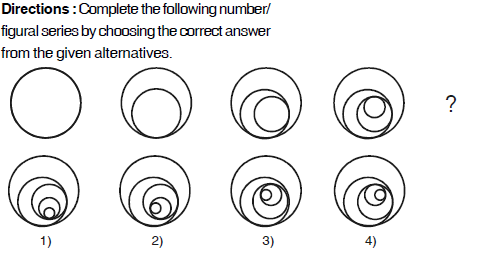 Directions : Complete the following number/
figural series by choosing the correct answer
from the given alternatives.
?
1) 2) 3) 4)